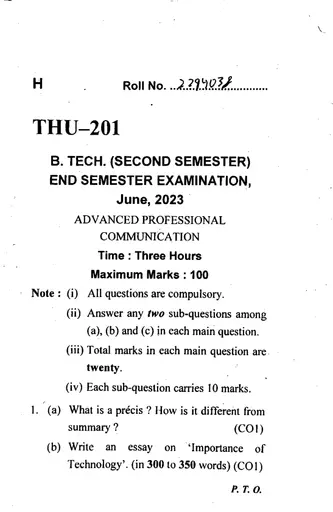 H Roll No. ..2294038.............
THU–201
B. TECH. (SECOND SEMESTER)
END SEMESTER EXAMINATION,
June, 2023
ADVANCED PROFESSIONAL
COMMUNICATION
Time : Three Hours
Maximum Marks : 100
Note : (i) All questions are compulsory.
(ii) Answer any two sub-questions among
(a), (b) and (c) in each main question.
(iii) Total marks in each main question are
twenty.
(iv) Each sub-question carries 10 marks.
1. (a) What is a précis ? How is it different from
summary ? (CO1)
(b) Write an essay on ‘Importance of
Technology’. (in 300 to 350 words) (CO1)
P. T. O.